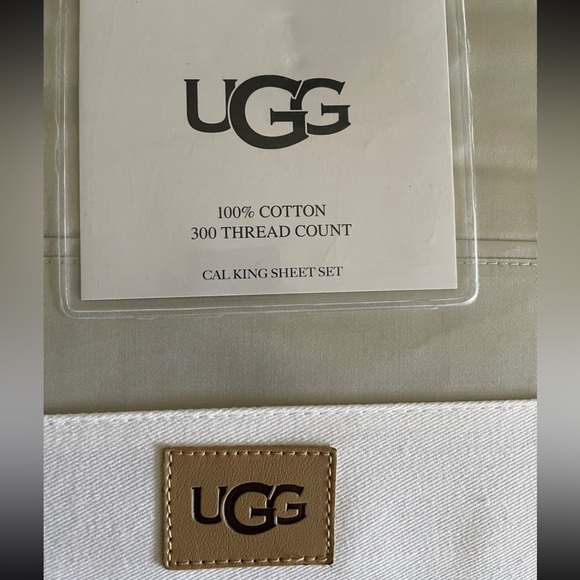 UGG
100% COTTON
300 THREAD COUNT
CAL KING SHEET SET
UGG